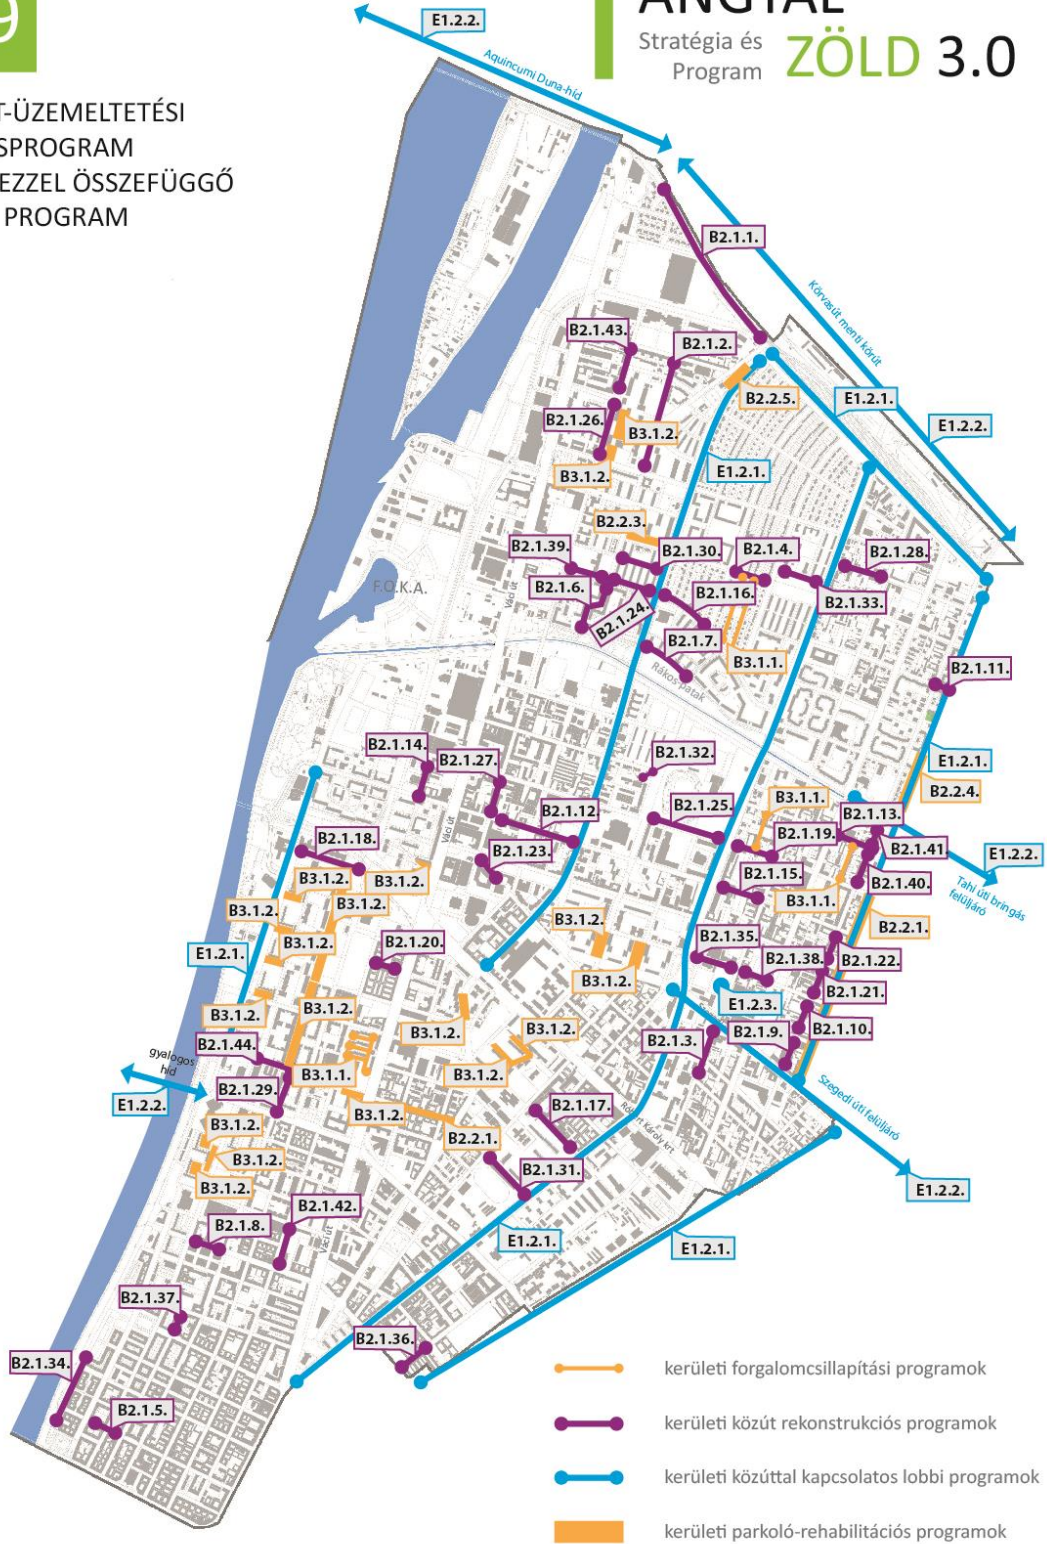 9
ANGYAL
Stratégia és
Program
ZÖLD 3.0
T-ÜZEMELTETÉSI
SPROGRAM
EZZEL ÖSSZEFÜGGŐ
PROGRAM
E1.2.2.
Aquincumi Duna-híd
B2.1.1.
Körvasút menti körút
B2.1.43.
B2.1.2.
B2.2.5.
E1.2.1.
E1.2.2.
B2.1.26.
B3.1.2.
B3.1.2.
E1.2.1.
B2.2.3.
B2.1.39.
B2.1.30.
B2.1.4.
B2.1.28.
B2.1.6.
Váci út
F.O.K.A.
B2.1.24.
B2.1.16.
B2.1.33.
B2.1.7.
B3.1.1.
Rákos patak
B2.1.11.
B2.1.14.
B2.1.27.
B2.1.32.
E1.2.1.
B2.2.4.
B2.1.12.
B2.1.25.
B3.1.1.
B2.1.13.
Váci út
B2.1.18.
B2.1.23.
B2.1.19.
B2.1.41.
E1.2.2.
B3.1.2.
B3.1.2.
B2.1.15.
B2.1.40.
Tahi úti bringás
felüljáró
B3.1.2.
B3.1.2.
B3.1.1.
B3.1.2.
B2.2.1.
B3.1.2.
E1.2.1.
B2.1.20.
B2.1.35.
B2.1.38.
B2.1.22.
B3.1.2.
B2.1.21.
E1.2.3.
B3.1.2.
B3.1.2.
B3.1.2.
B3.1.2.
B2.1.3.
B2.1.9.
B2.1.10.
B2.1.44.
gyalogos
híd
B3.1.1.
B3.1.2.
B2.1.29.
E1.2.2.
B3.1.2.
B2.1.17.
Szegedi úti felüljáró
Róbert Károly krt
B3.1.2.
B2.2.1.
B3.1.2.
B2.1.31.
B3.1.2.
E1.2.2.
B2.1.42.
B2.1.8.
Váci út
E1.2.1.
E1.2.1.
B2.1.37.
B2.1.36.
B2.1.34.
B2.1.5.
kerületi forgalomcsillapítási programok
kerületi közút rekonstrukciós programok
kerületi közúttal kapcsolatos lobbi programok
kerületi parkoló-rehabilitációs programok